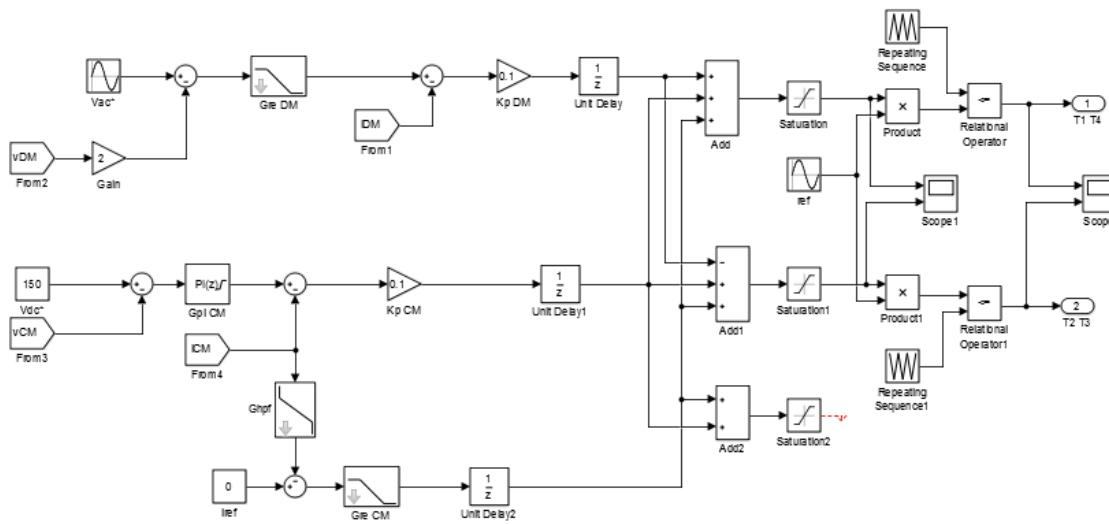 Vac*
Gre DM
0.1
Kp DM
1
z
Unit Delay
IDM
From1
vDM
From2
2
Gain
Add
Saturation
Repeating
Sequence
×
Product
<=
Relational
Operator
1
T1 T4
ref
Scope1
Scope
150
Vdc*
vCM
From3
PI(z)
GpI CM
0.1
Kp CM
1
z
Unit Delay1
ICM
From4
Ghpf
0
Iref
Gre CM
1
z
Unit Delay2
Add1
Saturation1
×
Product1
<=
Relational
Operator1
2
T2 T3
Repeating
Sequence1
Add2
Saturation2